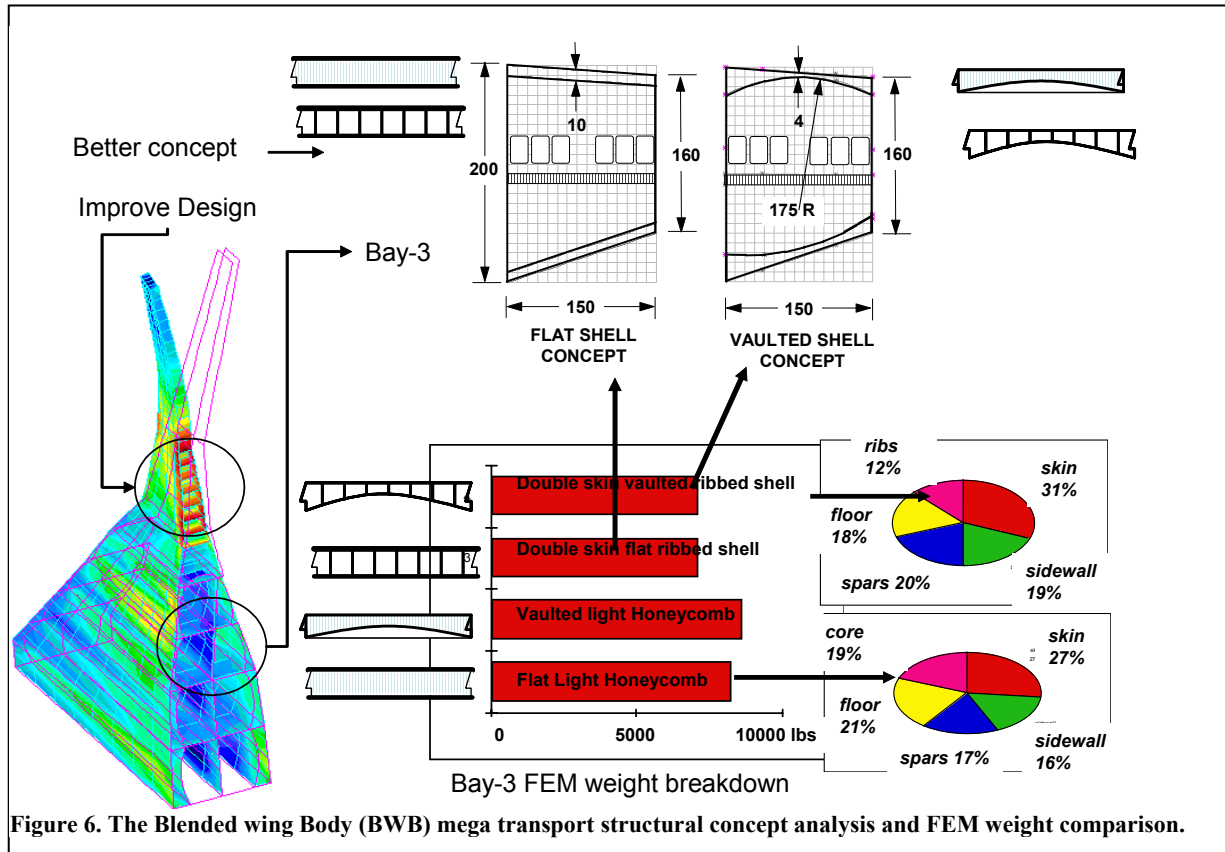 Better concept
Improve Design
Bay-3
10
200
160
150
FLAT SHELL
CONCEPT
4
160
175 R
150
VAULTED SHELL
CONCEPT
Double skin vaulted ribbed shell
Double skin flat ribbed shell
3
Vaulted light Honeycomb
Flat Light Honeycomb
0
5000
10000 lbs
Bay-3 FEM weight breakdown
ribs
12%
skin
31%
floor
18%
spars 20%
sidewall
19%
core
19%
skin
27%
27
floor
21%
spars 17%
sidewall
16%
Figure 6. The Blended wing Body (BWB) mega transport structural concept analysis and FEM weight comparison.